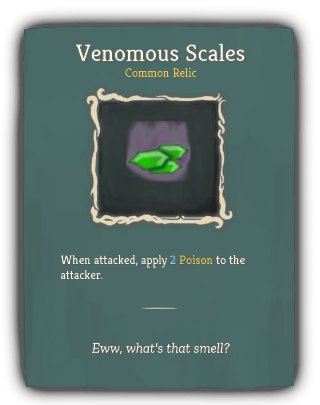 Venomous Scales
Common Relic
When attacked, apply 2 Poison to the
attacker.
Eww, what's that smell?